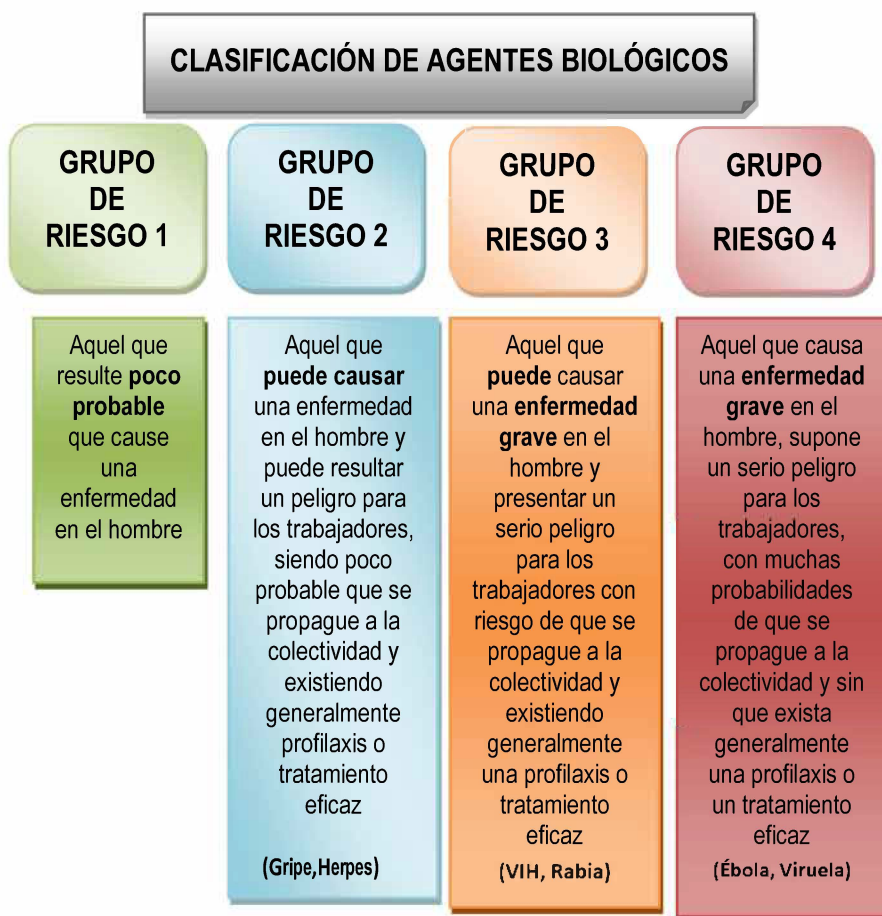 CLASIFICACIÓN DE AGENTES BIOLÓGICOS
GRUPO
DE
RIESGO 1
GRUPO
DE
RIESGO 2
GRUPO
DE
RIESGO 3
GRUPO
DE
RIESGO 4
Aquel que
resulte poco
probable
que cause
una
enfermedad
en el hombre
Aquel que
puede causar
una enfermedad
en el hombre y
puede resultar
un peligro para
los trabajadores,
siendo poco
probable que se
propague a la
colectividad y
existiendo
generalmente
profilaxis o
tratamiento
eficaz
(Gripe,Herpes)
Aquel que
puede causar
una enfermedad
grave en el
hombre y
presentar un
serio peligro
para los
trabajadores con
riesgo de que se
propague a la
colectividad y
existiendo
generalmente
una profilaxis o
tratamiento
eficaz
(VIH, Rabia)
Aquel que causa
una enfermedad
grave en el
hombre, supone
un serio peligro
para los
trabajadores,
con muchas
probabilidades
de que se
propague a la
colectividad y sin
que exista
generalmente
una profilaxis o
un tratamiento
eficaz
(Ébola, Viruela)